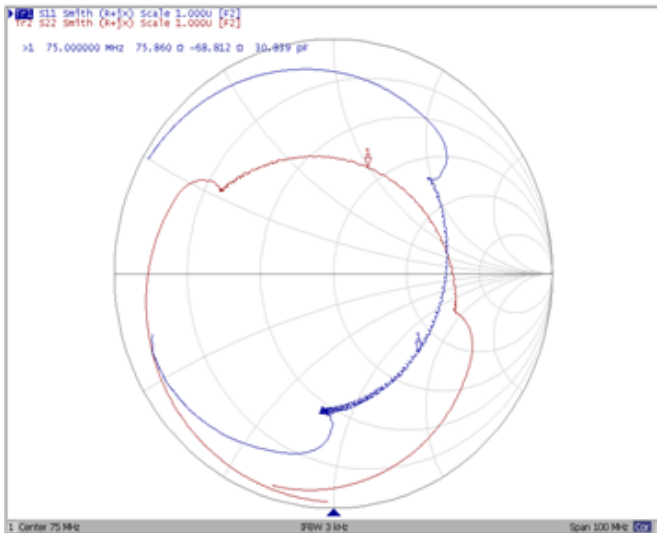 Tr1 S11 Smith (R+jX) Scale 1.000U [F2]
Tr2 S22 Smith (R+jX) Scale 1.000U [F2]
>1 75.000000 MHz 75.860 Ω -68.812 Ω 30.839 pF
1 Center 75 MHz IFBW 3 kHz Span 100 MHz Cor